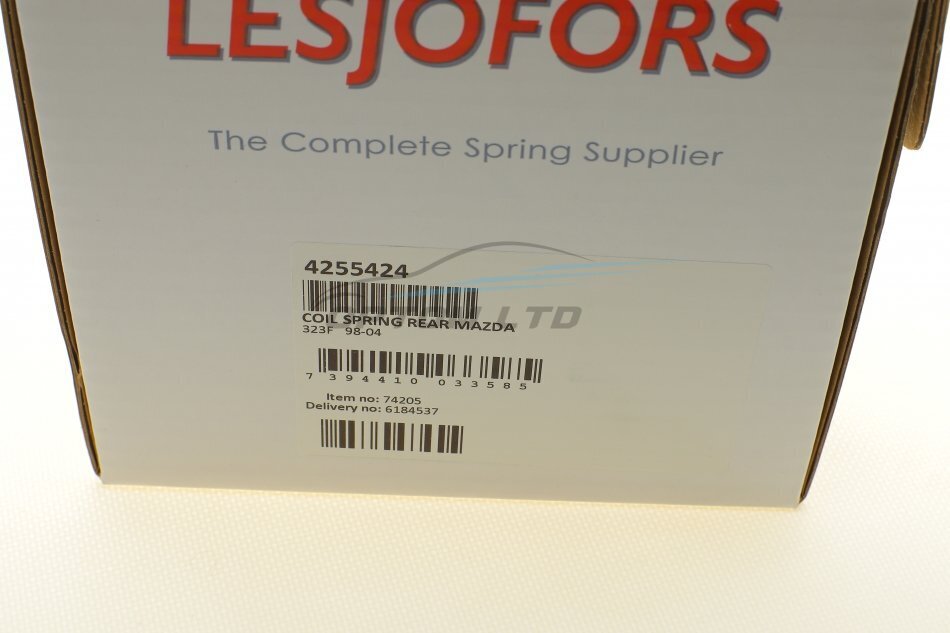 LESJOFORS
The Complete Spring Supplier
4255424
COIL SPRING REAR MAZDA
323F 98-04
7 394410 033585
Item no: 74205
Delivery no: 6184537
LTD